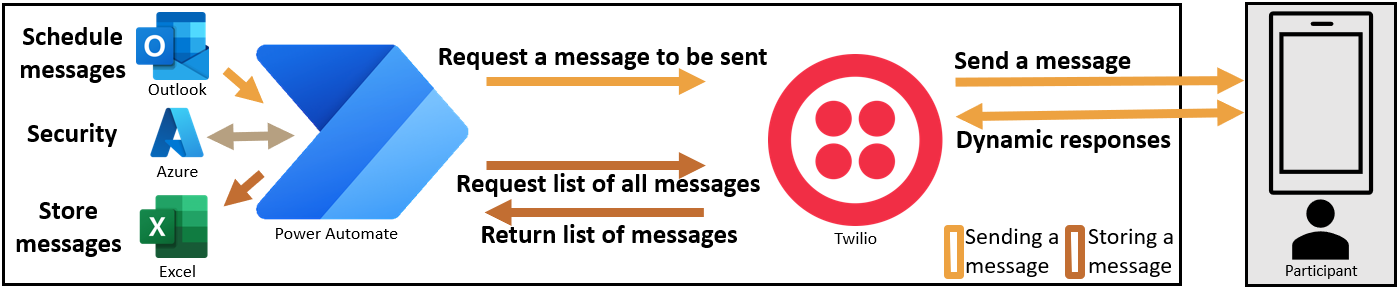 Schedule
messages
O
Outlook
Security
Azure
Store
messages
X
Excel
Power Automate
Request a message to be sent
Request list of all messages
Return list of messages
Twilio
Send a message
Dynamic responses
Sending a
message
Storing a
message
Participant